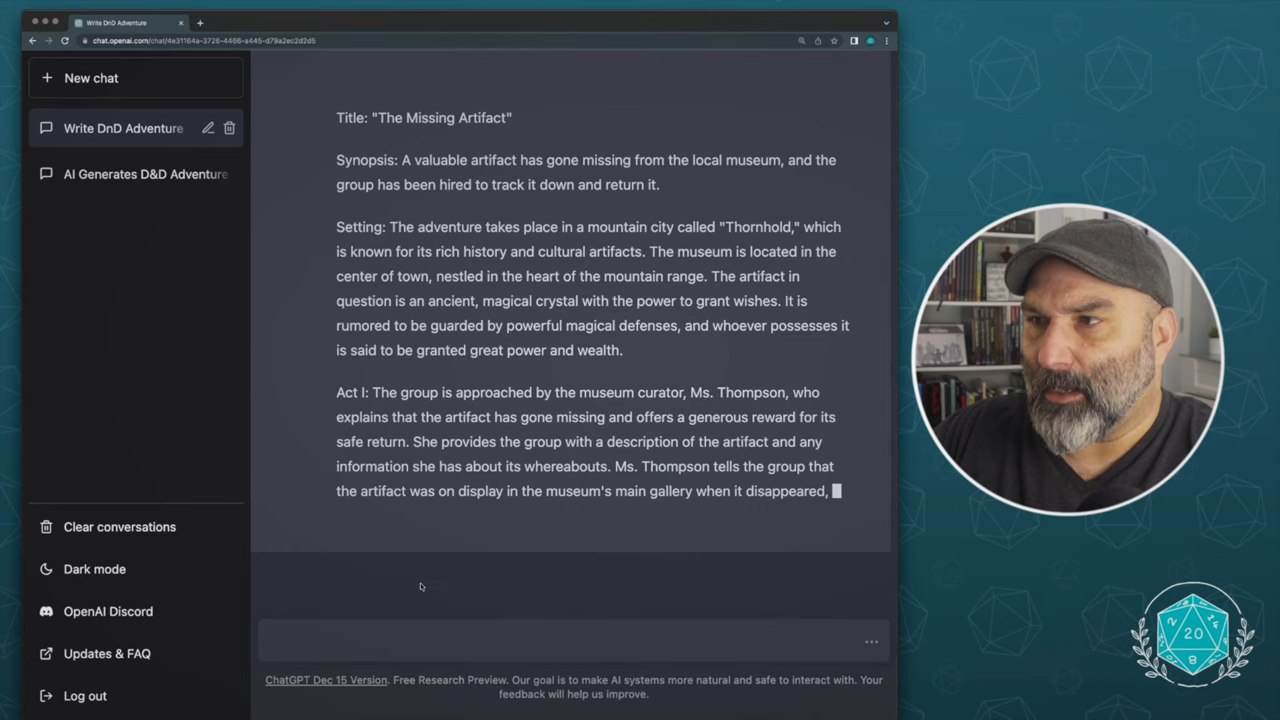 Write DnD Adventure
chat.openai.com/chat/4e31164a-3726-4466-a445-d79a2ec2d2d5
New chat
Write DnD Adventure
AI Generates D&D Adventure
Title: "The Missing Artifact"
Synopsis: A valuable artifact has gone missing from the local museum, and the
group has been hired to track it down and return it.
Setting: The adventure takes place in a mountain city called "Thornhold," which
is known for its rich history and cultural artifacts. The museum is located in the
center of town, nestled in the heart of the mountain range. The artifact in
question is an ancient, magical crystal with the power to grant wishes. It is
rumored to be guarded by powerful magical defenses, and whoever possesses it
is said to be granted great power and wealth.
Act I: The group is approached by the museum curator, Ms. Thompson, who
explains that the artifact has gone missing and offers a generous reward for its
safe return. She provides the group with a description of the artifact and any
information she has about its whereabouts. Ms. Thompson tells the group that
the artifact was on display in the museum's main gallery when it disappeared,
Clear conversations
Dark mode
OpenAI Discord
Updates & FAQ
Log out
ChatGPT Dec 15 Version. Free Research Preview. Our goal is to make AI systems more natural and safe to interact with. Your
feedback will help us improve.
2
14
20
8